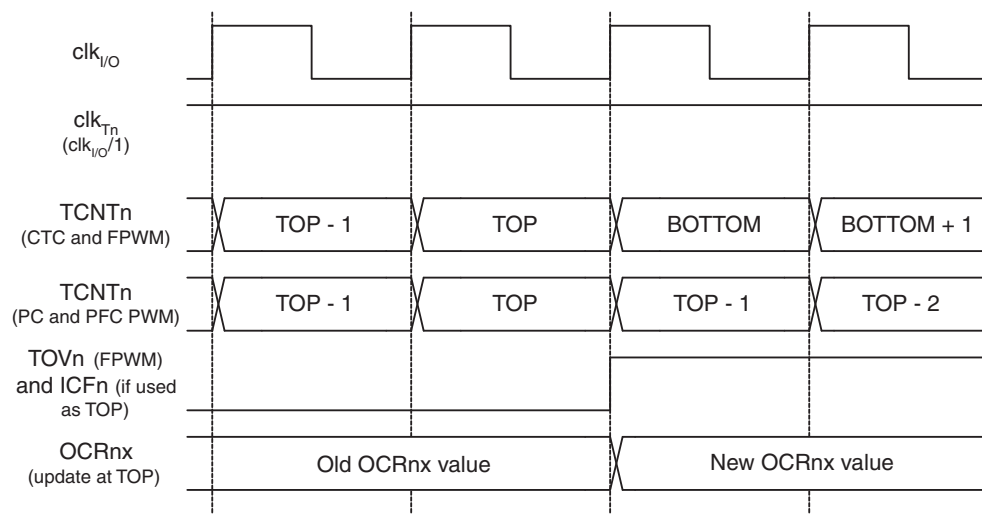 clkI/O
clkTn
(clkI/O/1)
TCNTn
(CTC and FPWM)
TOP - 1
TOP
BOTTOM
BOTTOM + 1
TCNTn
(PC and PFC PWM)
TOP - 1
TOP
TOP - 1
TOP - 2
TOVn (FPWM)
and ICFn (if used
as TOP)
OCRnx
(update at TOP)
Old OCRnx value
New OCRnx value